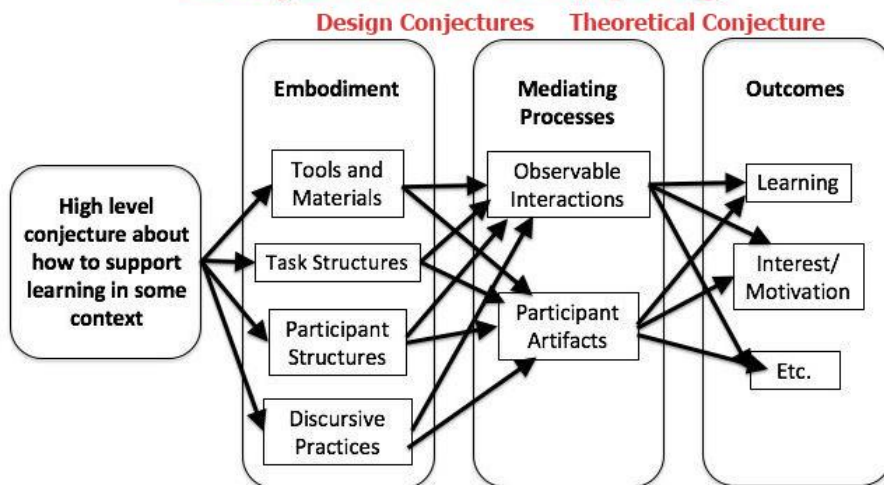 Design Conjectures
Theoretical Conjecture
High level
conjecture about
how to support
learning in some
context
Embodiment
Tools and
Materials
Task Structures
Participant
Structures
Discursive
Practices
Mediating
Processes
Observable
Interactions
Participant
Artifacts
Outcomes
Learning
Interest/
Motivation
Etc.